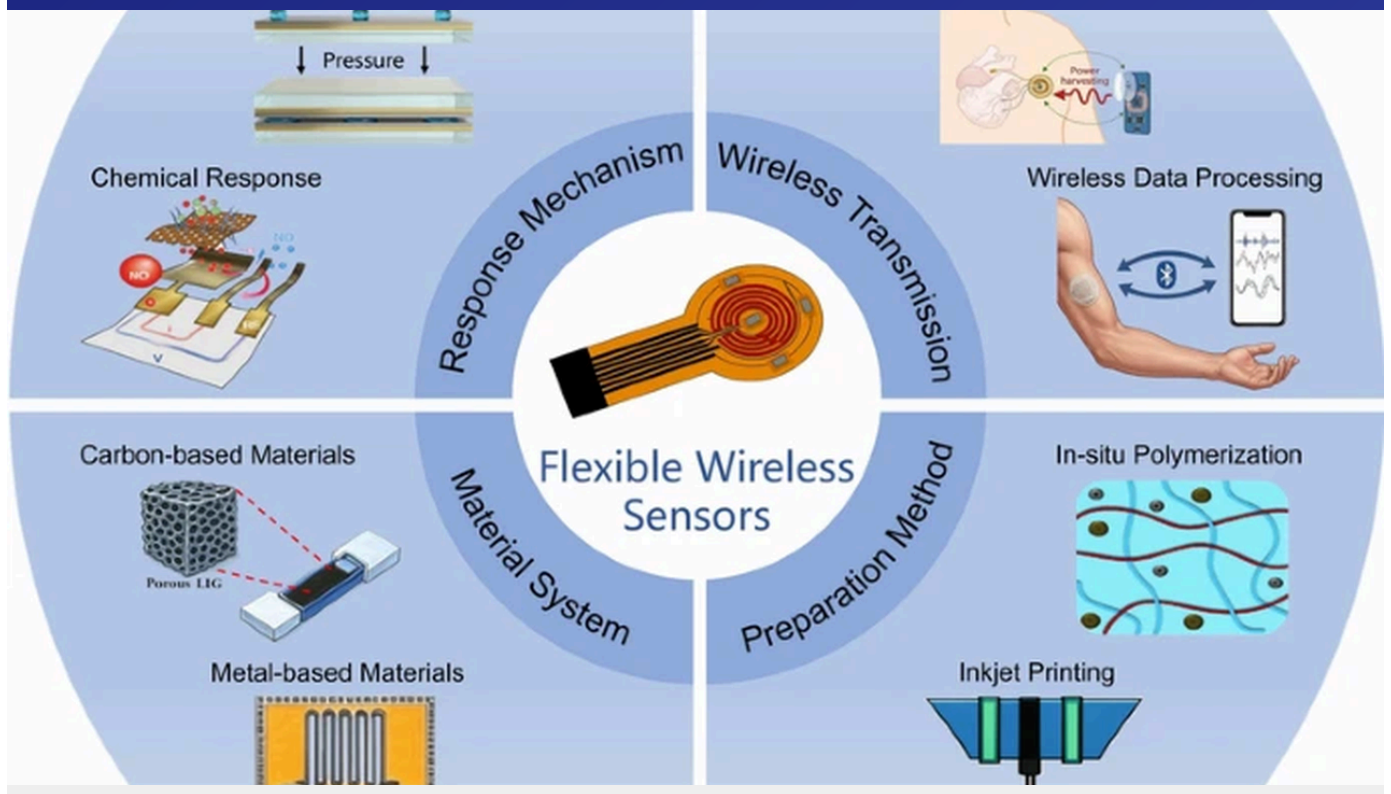 Pressure
Power
harvesting
Chemical Response
Wireless Data Processing
NO
NO
V
Response Mechanism
Wireless Transmission
Flexible Wireless
Sensors
Carbon-based Materials
Porous LIG
Metal-based Materials
Material System
Preparation Method
In-situ Polymerization
Inkjet Printing